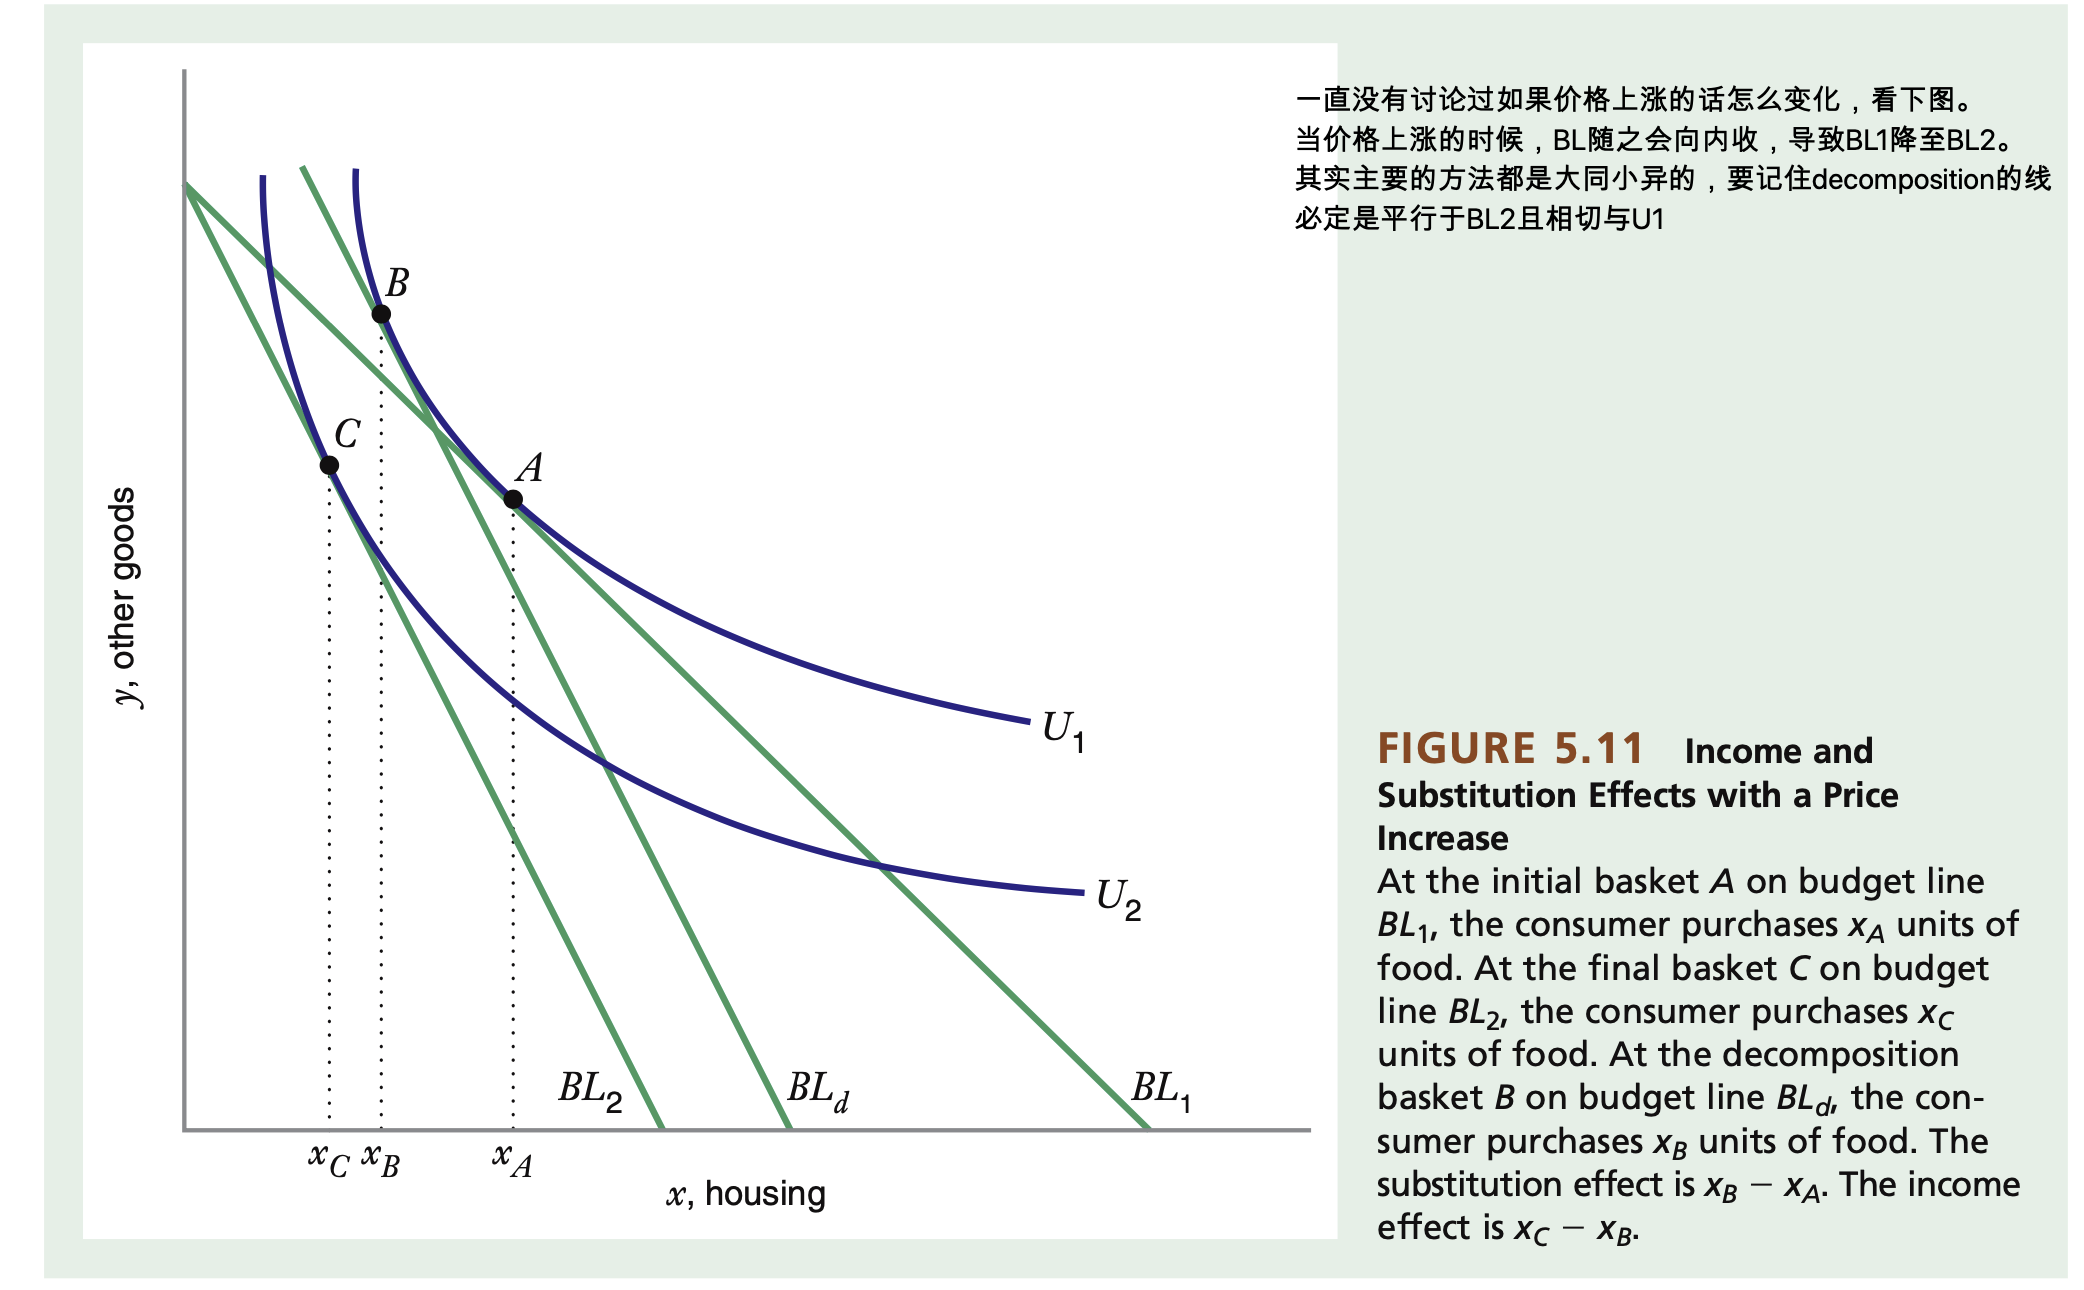 一直没有讨论过如果价格上涨的话怎么变化，看下图。
当价格上涨的时候，BL随之会向内收，导致BL1降至BL2。
其实主要的方法都是大同小异的，要记住decomposition的线
必定是平行于BL2且相切与U1
B
C
A
y, other goods
U₁
U₂
BL₂
BL_d
BL₁
x_C
x_B
x_A
x, housing
FIGURE 5.11 Income and
Substitution Effects with a Price
Increase
At the initial basket A on budget line
BL₁, the consumer purchases x_A units of
food. At the final basket C on budget
line BL₂, the consumer purchases x_C
units of food. At the decomposition
basket B on budget line BL_d, the con-
sumer purchases x_B units of food. The
substitution effect is x_B − x_A. The income
effect is x_C − x_B.